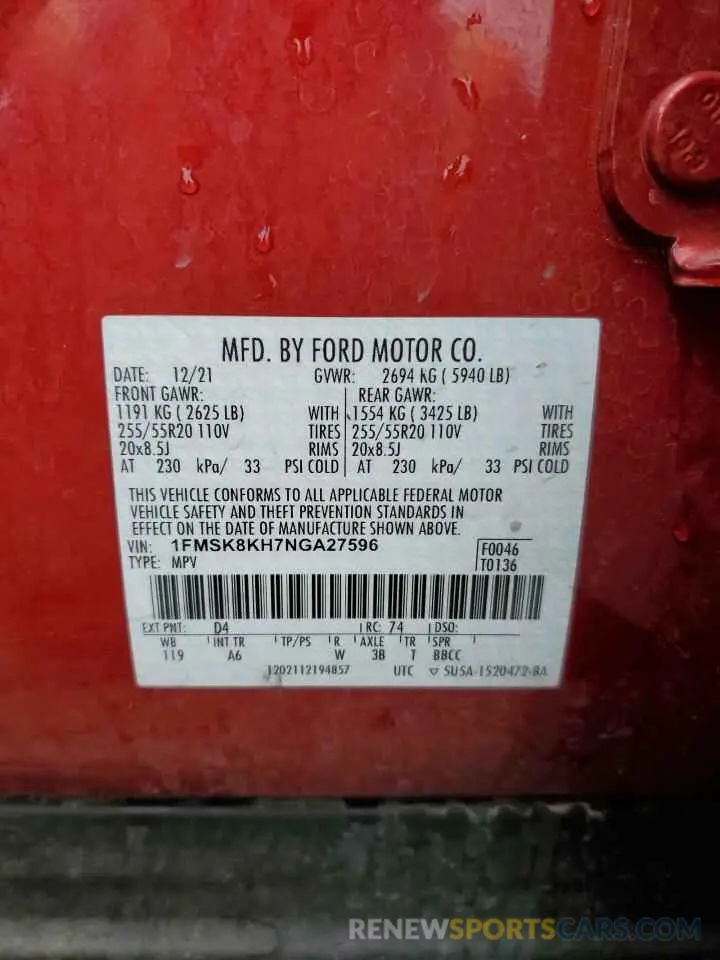 MFD. BY FORD MOTOR CO.
DATE: 12/21 GVWR: 2694 KG ( 5940 LB)
FRONT GAWR: REAR GAWR:
1191 KG ( 2625 LB) WITH 1554 KG ( 3425 LB) WITH
255/55R20 110V TIRES 255/55R20 110V TIRES
20x8.5J RIMS 20x8.5J RIMS
AT 230 kPa/ 33 PSI COLD AT 230 kPa/ 33 PSI COLD
THIS VEHICLE CONFORMS TO ALL APPLICABLE FEDERAL MOTOR
VEHICLE SAFETY AND THEFT PREVENTION STANDARDS IN
EFFECT ON THE DATE OF MANUFACTURE SHOWN ABOVE.
VIN: 1FMSK8KH7NGA27596 F0046
TYPE: MPV T0136
EXT PNT: D4 RC: 74 DSO:
WB INT TR TP/PS R AXLE TR SPR
119 A6 W 3B T BBCC
1202112194857 UTC ▽ SU5A-1520472-BA
RENEWSPORTSCARS.COM